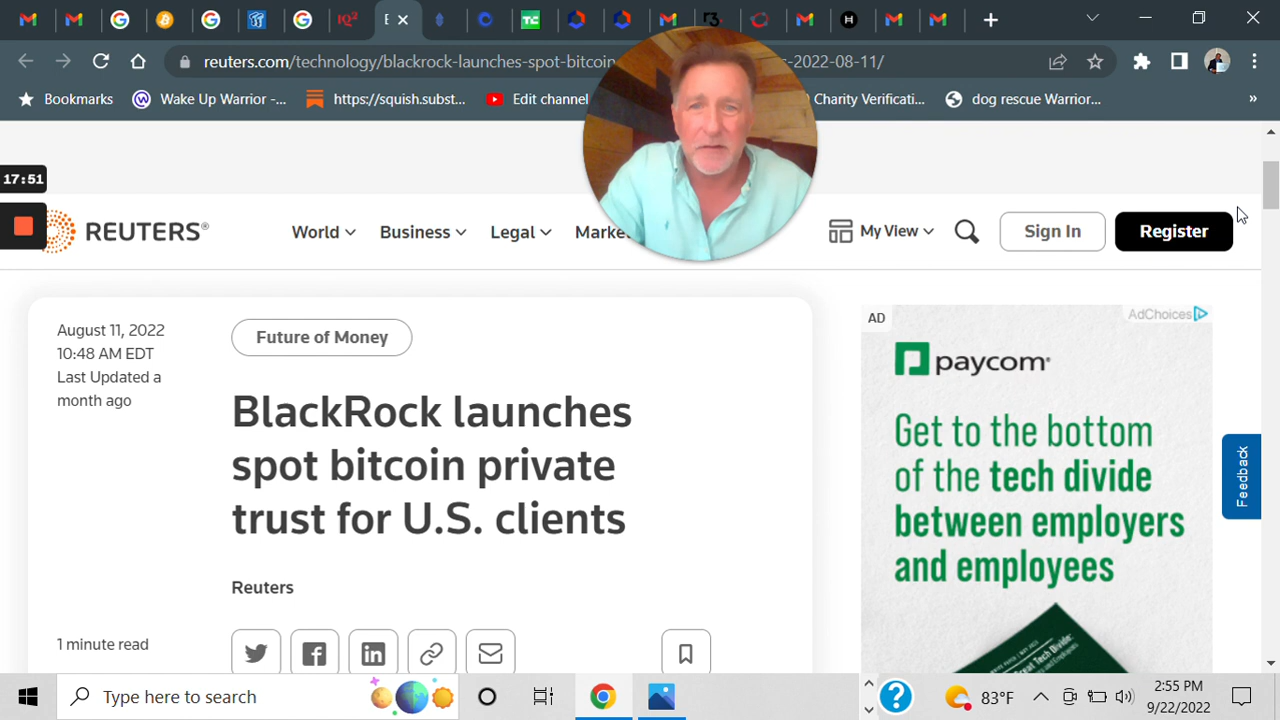 reuters.com/technology/blackrock-launches-spot-bitcoin
-2022-08-11/
Bookmarks
Wake Up Warrior -...
https://squish.subst...
Edit channel
Charity Verificati...
dog rescue Warrior...
»
17:51
REUTERS®
World
Business
Legal
Marke
My View
Sign In
Register
August 11, 2022
10:48 AM EDT
Last Updated a
month ago
Future of Money
BlackRock launches
spot bitcoin private
trust for U.S. clients
Reuters
1 minute read
AD
AdChoices
paycom®
Get to the bottom
of the tech divide
between employers
and employees
Feedback
Type here to search
83°F
2:55 PM
9/22/2022